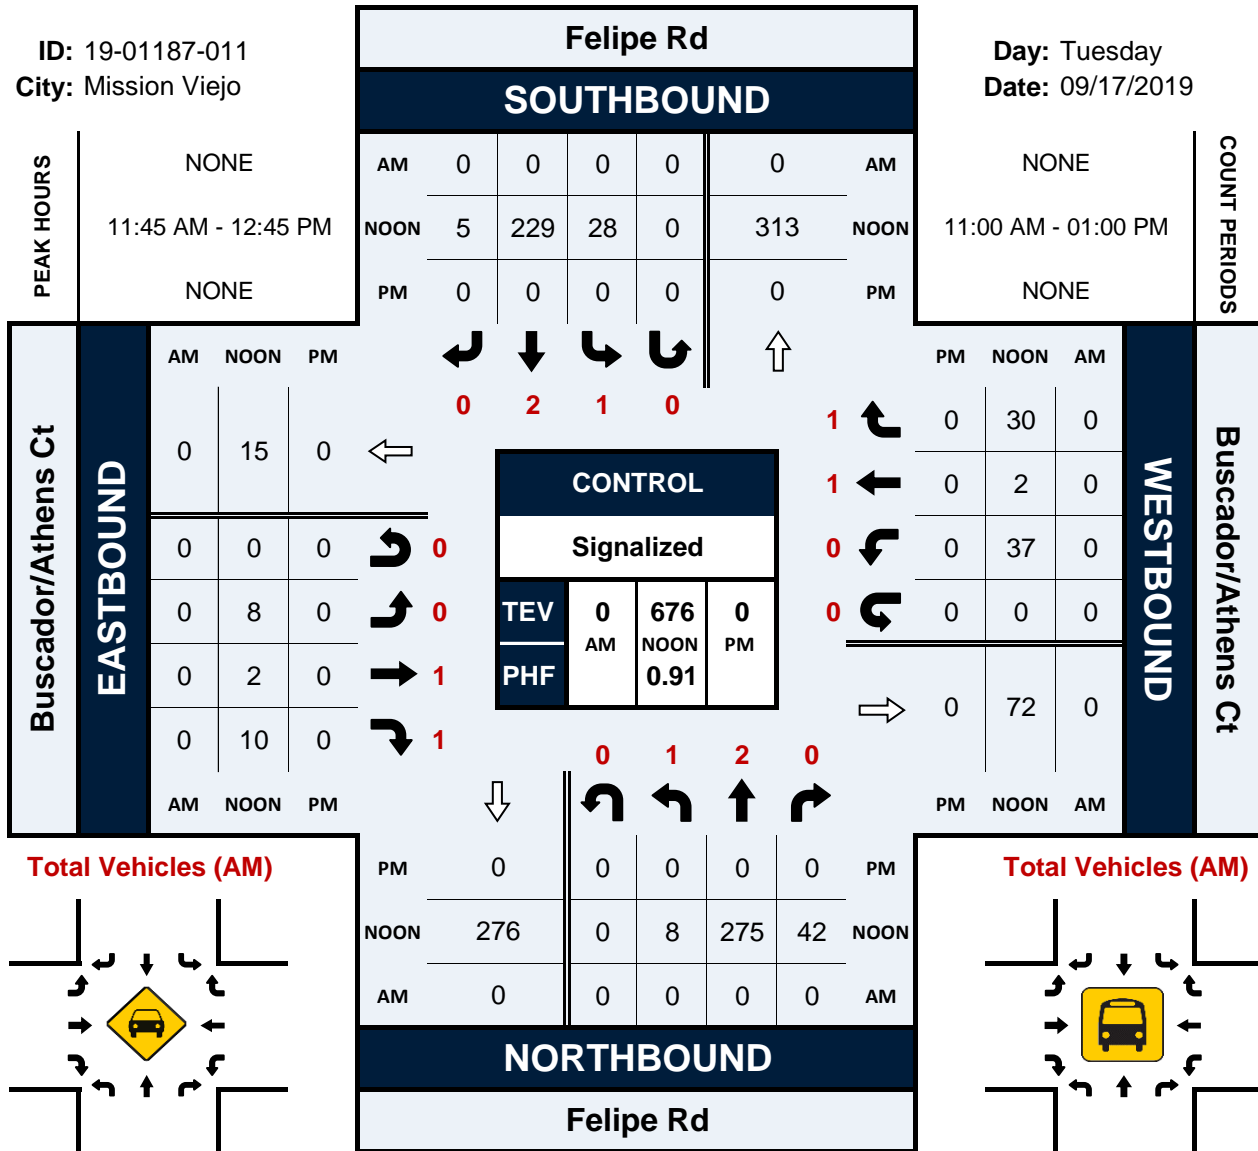 ID: 19-01187-011
City: Mission Viejo
Felipe Rd
SOUTHBOUND
Day: Tuesday
Date: 09/17/2019
PEAK HOURS
NONE
11:45 AM - 12:45 PM
NONE
AM 0 0 0 0 0 AM
NOON 5 229 28 0 313 NOON
PM 0 0 0 0 0 PM
NONE
11:00 AM - 01:00 PM
NONE
COUNT PERIODS
0 2 1 0
Buscador/Athens Ct
EASTBOUND
AM NOON PM
0 15 0
0 0 0 0
0 8 0 0
0 2 0 1
0 10 0 1
AM NOON PM
CONTROL
Signalized
TEV 0 676 0
AM NOON PM
PHF 0.91
PM NOON AM
1 0 30 0
1 0 2 0
0 0 37 0
0 0 0 0
0 72 0
PM NOON AM
WESTBOUND
Buscador/Athens Ct
0 1 2 0
PM 0 0 0 0 0 PM
NOON 276 0 8 275 42 NOON
AM 0 0 0 0 0 AM
NORTHBOUND
Felipe Rd
Total Vehicles (AM)
Total Vehicles (AM)